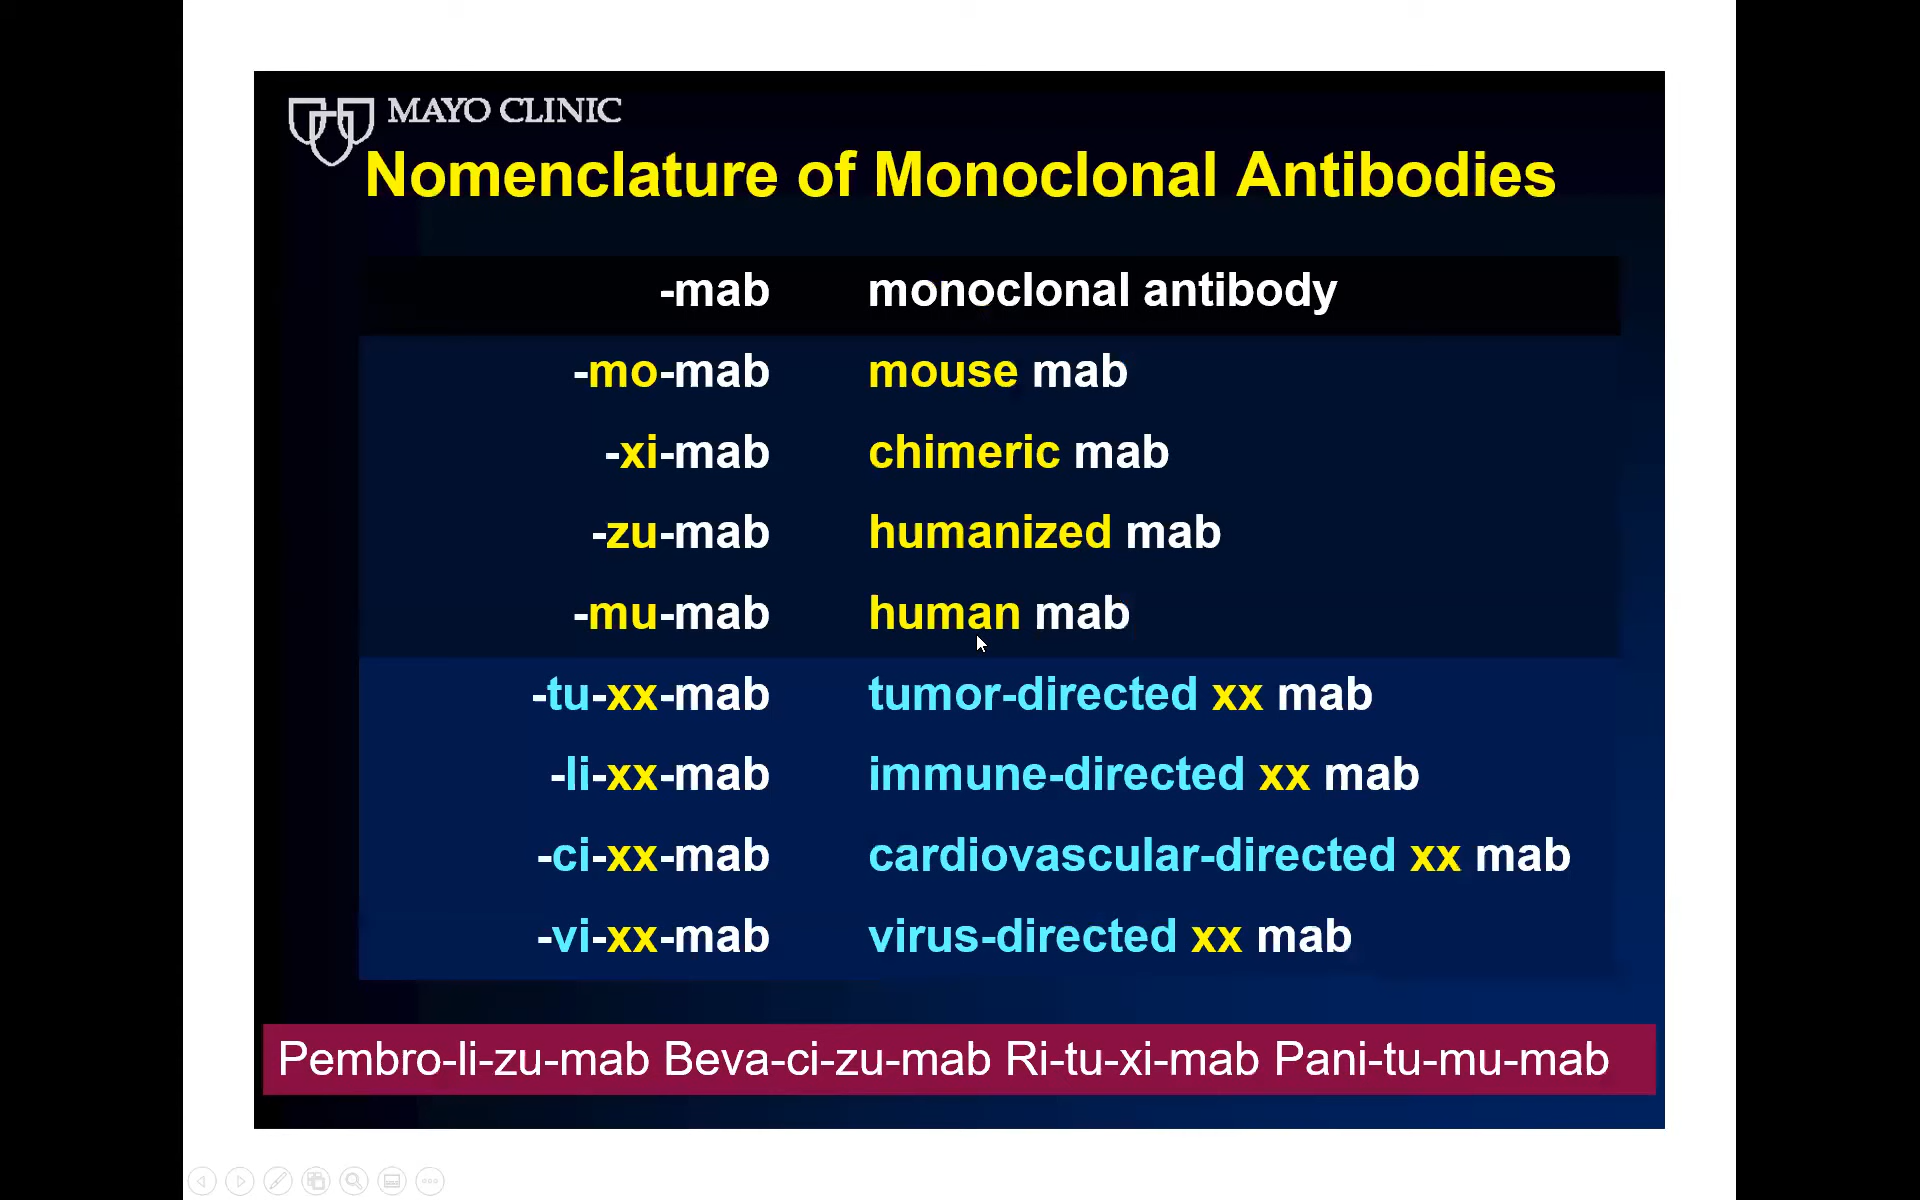 MAYO CLINIC
Nomenclature of Monoclonal Antibodies
-mab monoclonal antibody
-mo-mab mouse mab
-xi-mab chimeric mab
-zu-mab humanized mab
-mu-mab human mab
-tu-xx-mab tumor-directed xx mab
-li-xx-mab immune-directed xx mab
-ci-xx-mab cardiovascular-directed xx mab
-vi-xx-mab virus-directed xx mab
Pembro-li-zu-mab Beva-ci-zu-mab Ri-tu-xi-mab Pani-tu-mu-mab